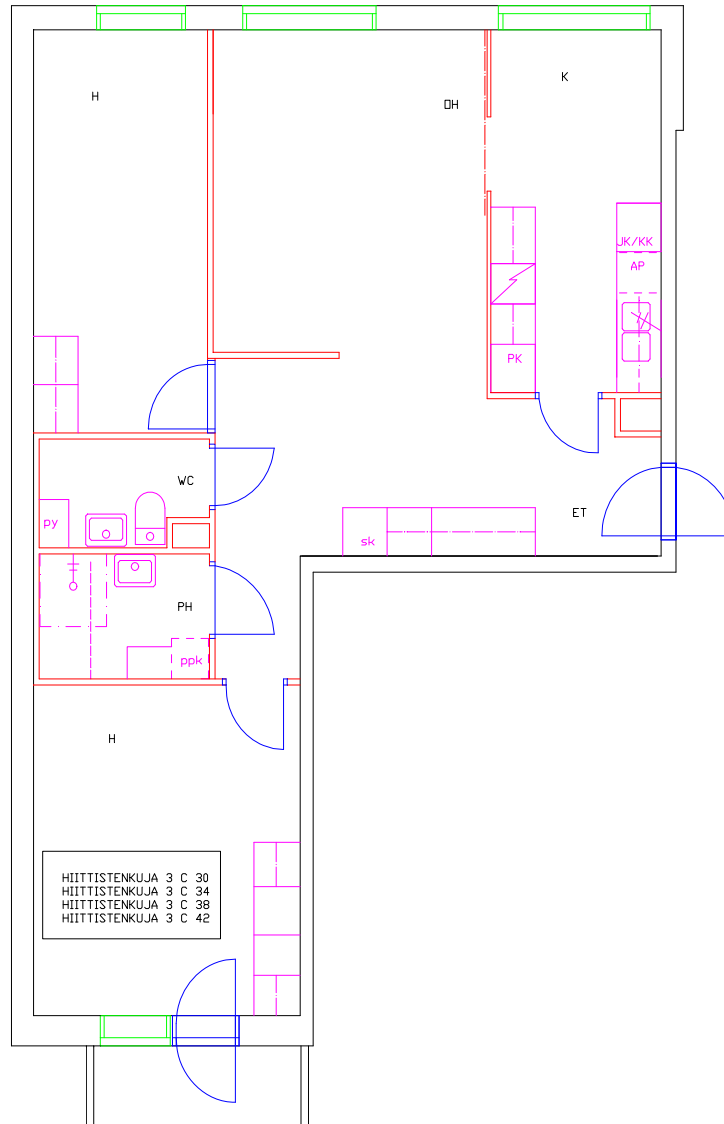 K
H
OH
JK/KK
AP
PK
WC
ET
py
sk
PH
ppk
H
HIITTISTENKUJA 3 C 30
HIITTISTENKUJA 3 C 34
HIITTISTENKUJA 3 C 38
HIITTISTENKUJA 3 C 42